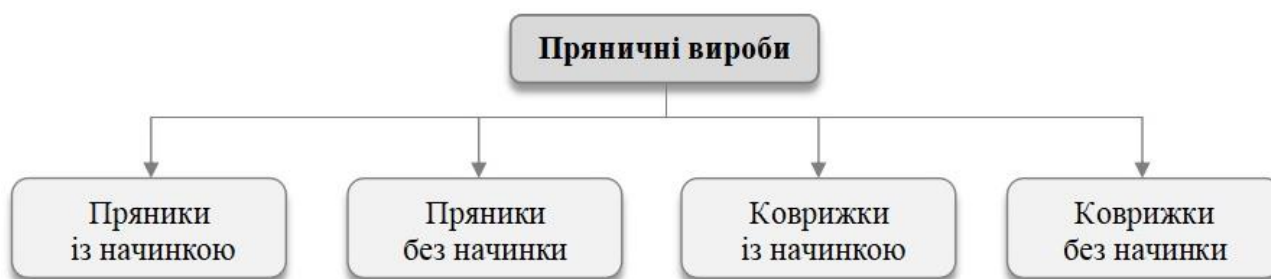 Пряничні вироби
Пряники
із начинкою
Пряники
без начинки
Коврижки
із начинкою
Коврижки
без начинки